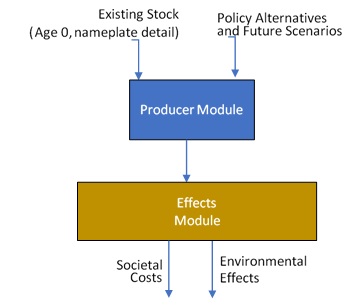 Existing Stock
(Age 0, nameplate detail)
Policy Alternatives
and Future Scenarios
Producer Module
Effects
Module
Societal
Costs
Environmental
Effects